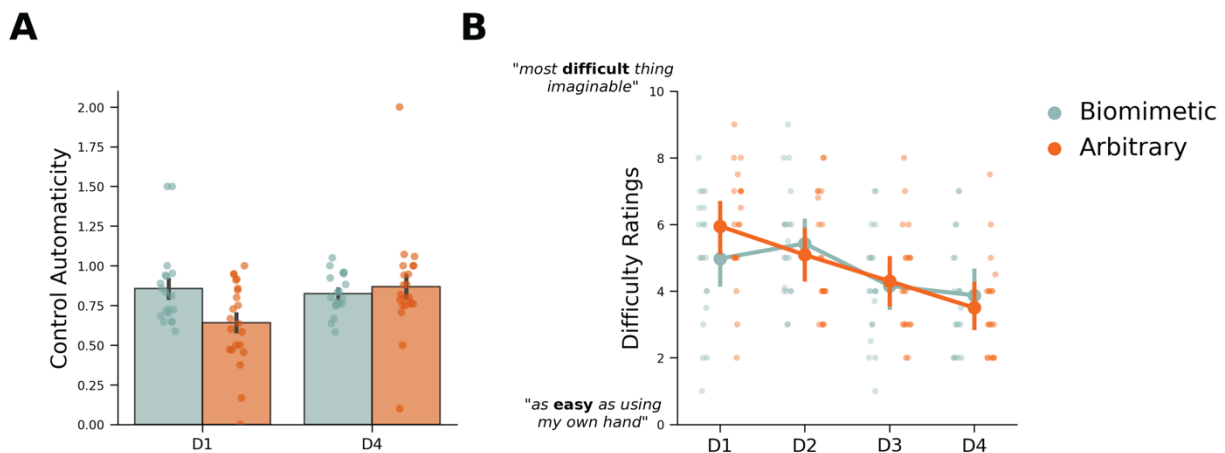 A
Control Automaticity
2.00
1.75
1.50
1.25
1.00
0.75
0.50
0.25
0.00
D1 D4
B
"most difficult thing
imaginable"
Difficulty Ratings
10
8
6
4
2
0
"as easy as using
my own hand"
D1 D2 D3 D4
Biomimetic
Arbitrary